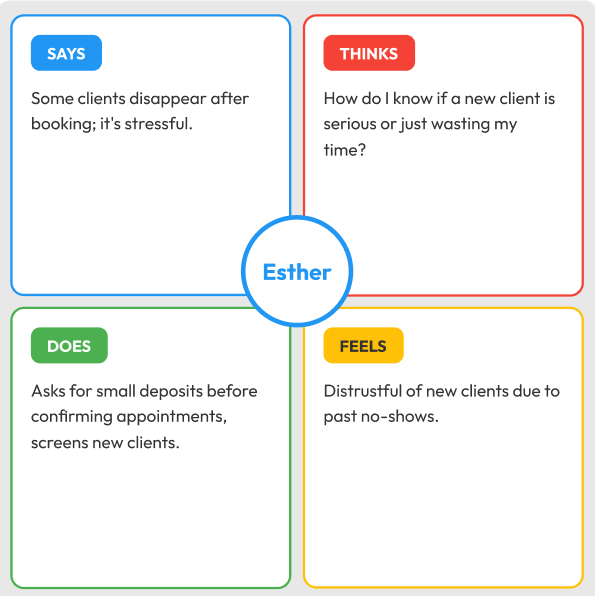 SAYS
Some clients disappear after
booking; it's stressful.
THINKS
How do I know if a new client is
serious or just wasting my
time?
Esther
DOES
Asks for small deposits before
confirming appointments,
screens new clients.
FEELS
Distrustful of new clients due to
past no-shows.